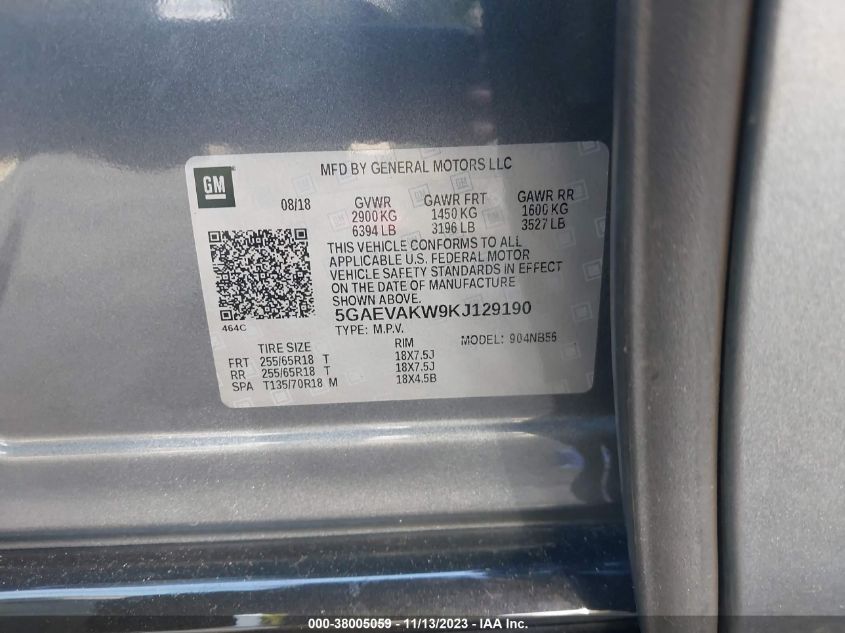 MFD BY GENERAL MOTORS LLC
GM
08/18 GVWR GAWR FRT GAWR RR
2900 KG 1450 KG 1600 KG
6394 LB 3196 LB 3527 LB
THIS VEHICLE CONFORMS TO ALL
APPLICABLE U.S. FEDERAL MOTOR
VEHICLE SAFETY STANDARDS IN EFFECT
ON THE DATE OF MANUFACTURE
SHOWN ABOVE.
464C
5GAEVAKW9KJ129190
TYPE: M.P.V. MODEL: 904NB56
TIRE SIZE RIM
FRT 255/65R18 T 18X7.5J
RR 255/65R18 T 18X7.5J
SPA T135/70R18 M 18X4.5B
000-38005059 - 11/13/2023 - IAA Inc.